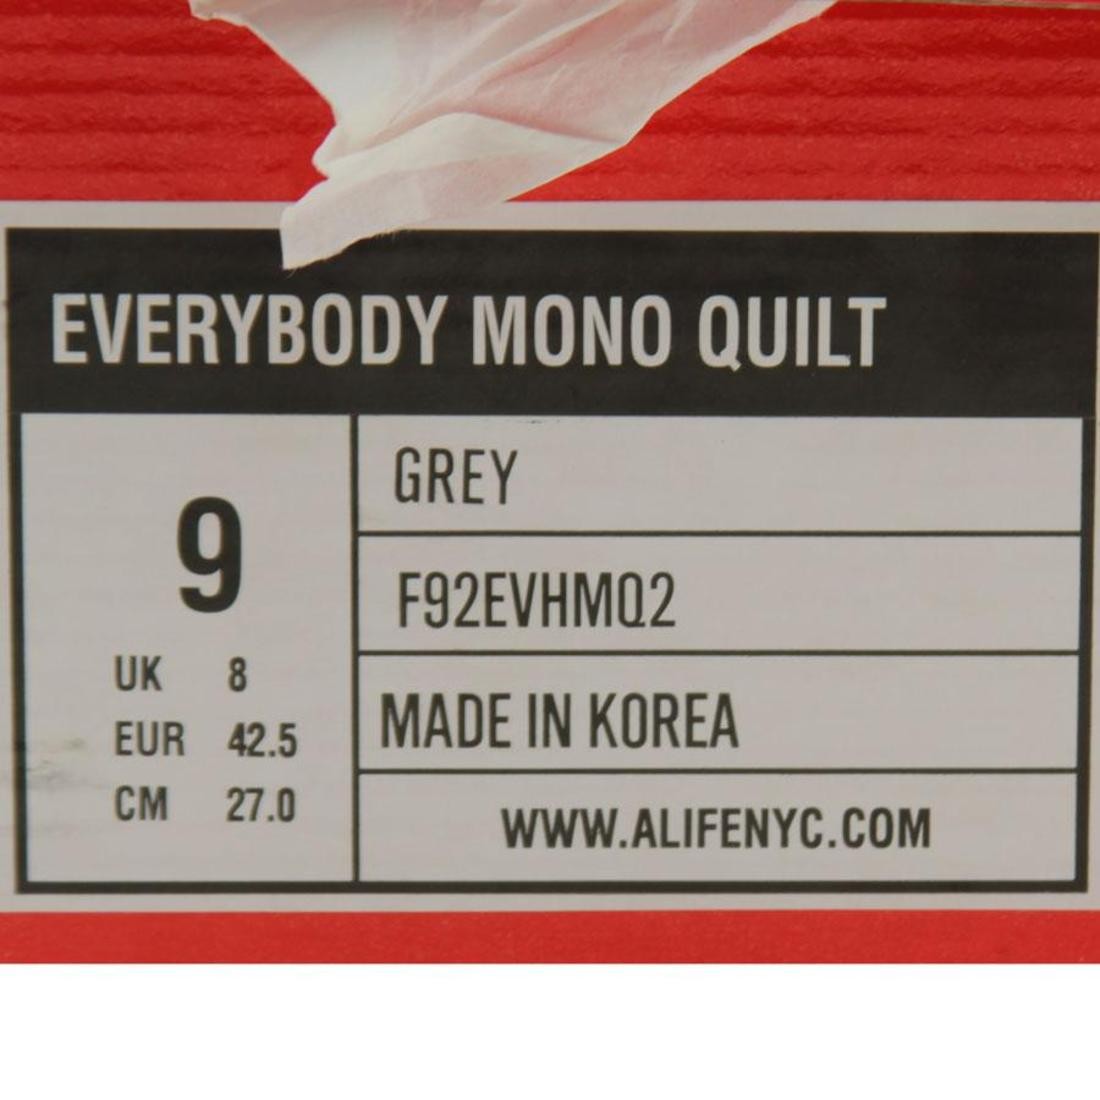 EVERYBODY MONO QUILT
9
UK 8
EUR 42.5
CM 27.0
GREY
F92EVHMQ2
MADE IN KOREA
WWW.ALIFENYC.COM